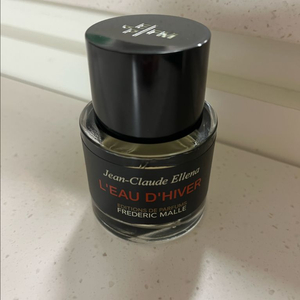 Jean-Claude Ellena
L'EAU D'HIVER
EDITIONS DE PARFUMS
FREDERIC MALLE